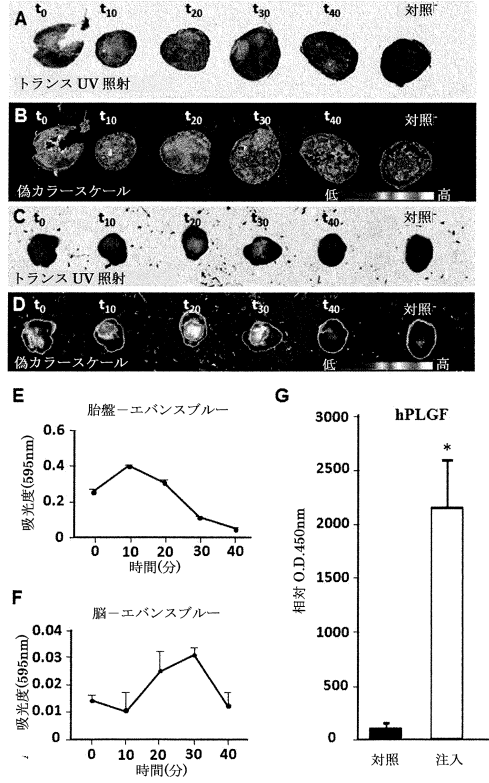 A
t0 t10 t20 t30 t40 対照-
トランス UV 照射
B
t0 t10 t20 t30 t40 対照-
偽カラースケール
低 高
C
t0 t10 t20 t30 t40 対照-
トランス UV 照射
D
t0 t10 t20 t30 t40 対照-
偽カラースケール
低 高
E
胎盤－エバンスブルー
吸光度(595nm)
0.6
0.4
0.2
0
0 10 20 30 40
時間(分)
F
脳－エバンスブルー
吸光度(595nm)
0.04
0.03
0.02
0.01
0
0 10 20 30 40
時間(分)
G
hPLGF
相対 O.D.450nm
3000
2500
2000
1500
1000
500
0
*
対照 注入